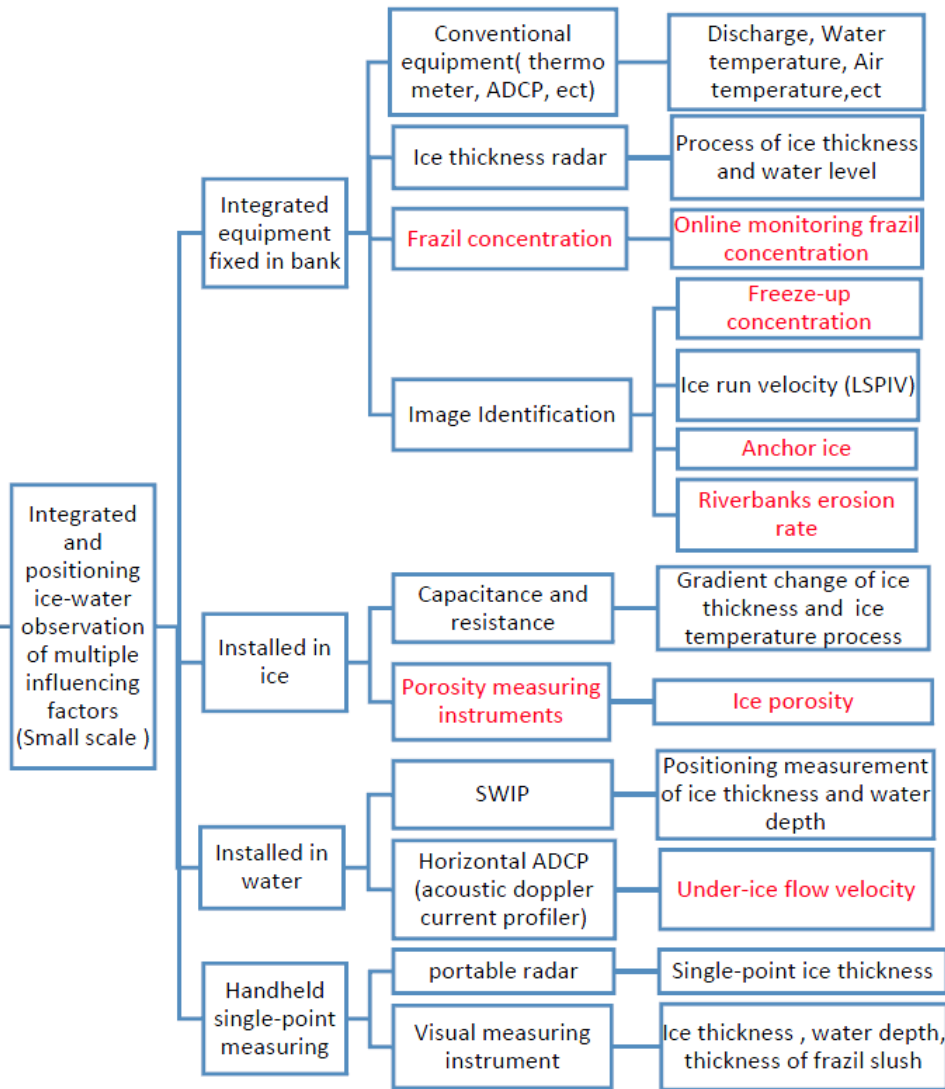 Integrated
and
positioning
ice-water
observation
of multiple
influencing
factors
(Small scale )
Integrated
equipment
fixed in bank
Conventional
equipment( thermo
meter, ADCP, ect)
Discharge, Water
temperature, Air
temperature,ect
Ice thickness radar
Process of ice thickness
and water level
Frazil concentration
Online monitoring frazil
concentration
Image Identification
Freeze-up
concentration
Ice run velocity (LSPIV)
Anchor ice
Riverbanks erosion
rate
Installed in
ice
Capacitance and
resistance
Gradient change of ice
thickness and ice
temperature process
Porosity measuring
instruments
Ice porosity
Installed in
water
SWIP
Positioning measurement
of ice thickness and water
depth
Horizontal ADCP
(acoustic doppler
current profiler)
Under-ice flow velocity
Handheld
single-point
measuring
portable radar
Single-point ice thickness
Visual measuring
instrument
Ice thickness , water depth,
thickness of frazil slush